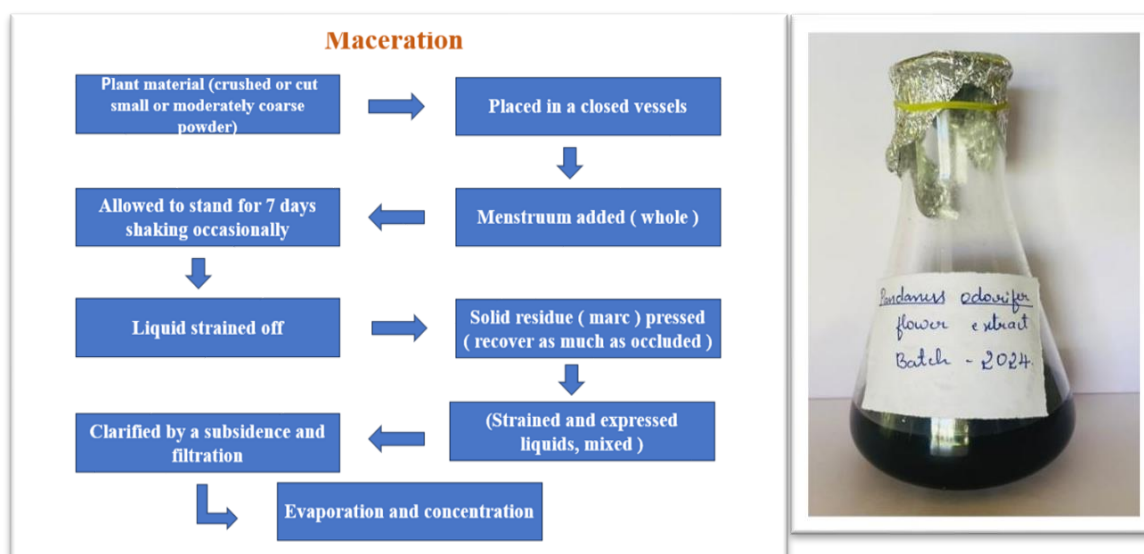 Maceration
Plant material (crushed or cut
small or moderately coarse
powder)
Placed in a closed vessels
Menstruum added ( whole )
Allowed to stand for 7 days
shaking occasionally
Liquid strained off
Solid residue ( marc ) pressed
( recover as much as occluded )
(Strained and expressed
liquids, mixed )
Clarified by a subsidence and
filtration
Evaporation and concentration
Pandaness odorifer
flower extract
Batch - 2024.